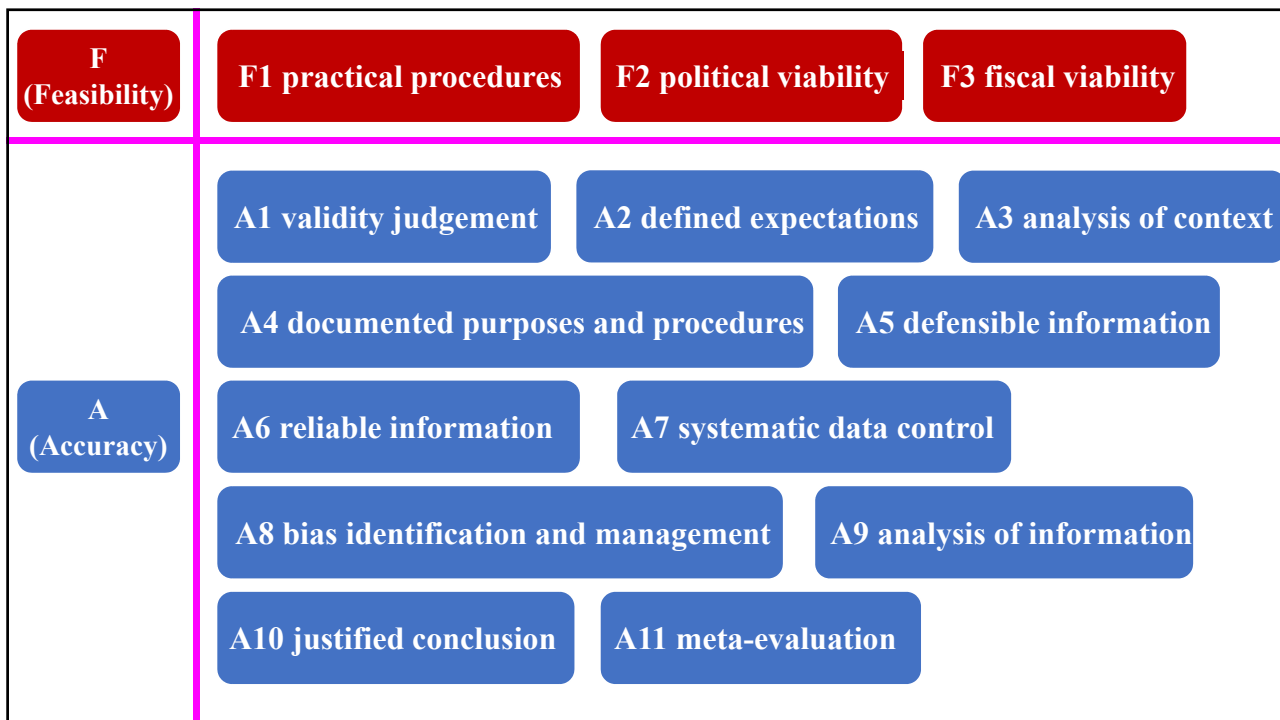 F
(Feasibility)
F1 practical procedures
F2 political viability
F3 fiscal viability
A
(Accuracy)
A1 validity judgement
A2 defined expectations
A3 analysis of context
A4 documented purposes and procedures
A5 defensible information
A6 reliable information
A7 systematic data control
A8 bias identification and management
A9 analysis of information
A10 justified conclusion
A11 meta-evaluation